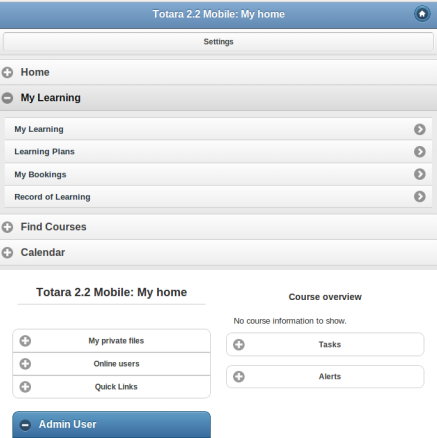 Totara 2.2 Mobile: My home
Settings
Home
My Learning
My Learning
Learning Plans
My Bookings
Record of Learning
Find Courses
Calendar
Totara 2.2 Mobile: My home
My private files
Online users
Quick Links
Admin User
Course overview
No course information to show.
Tasks
Alerts